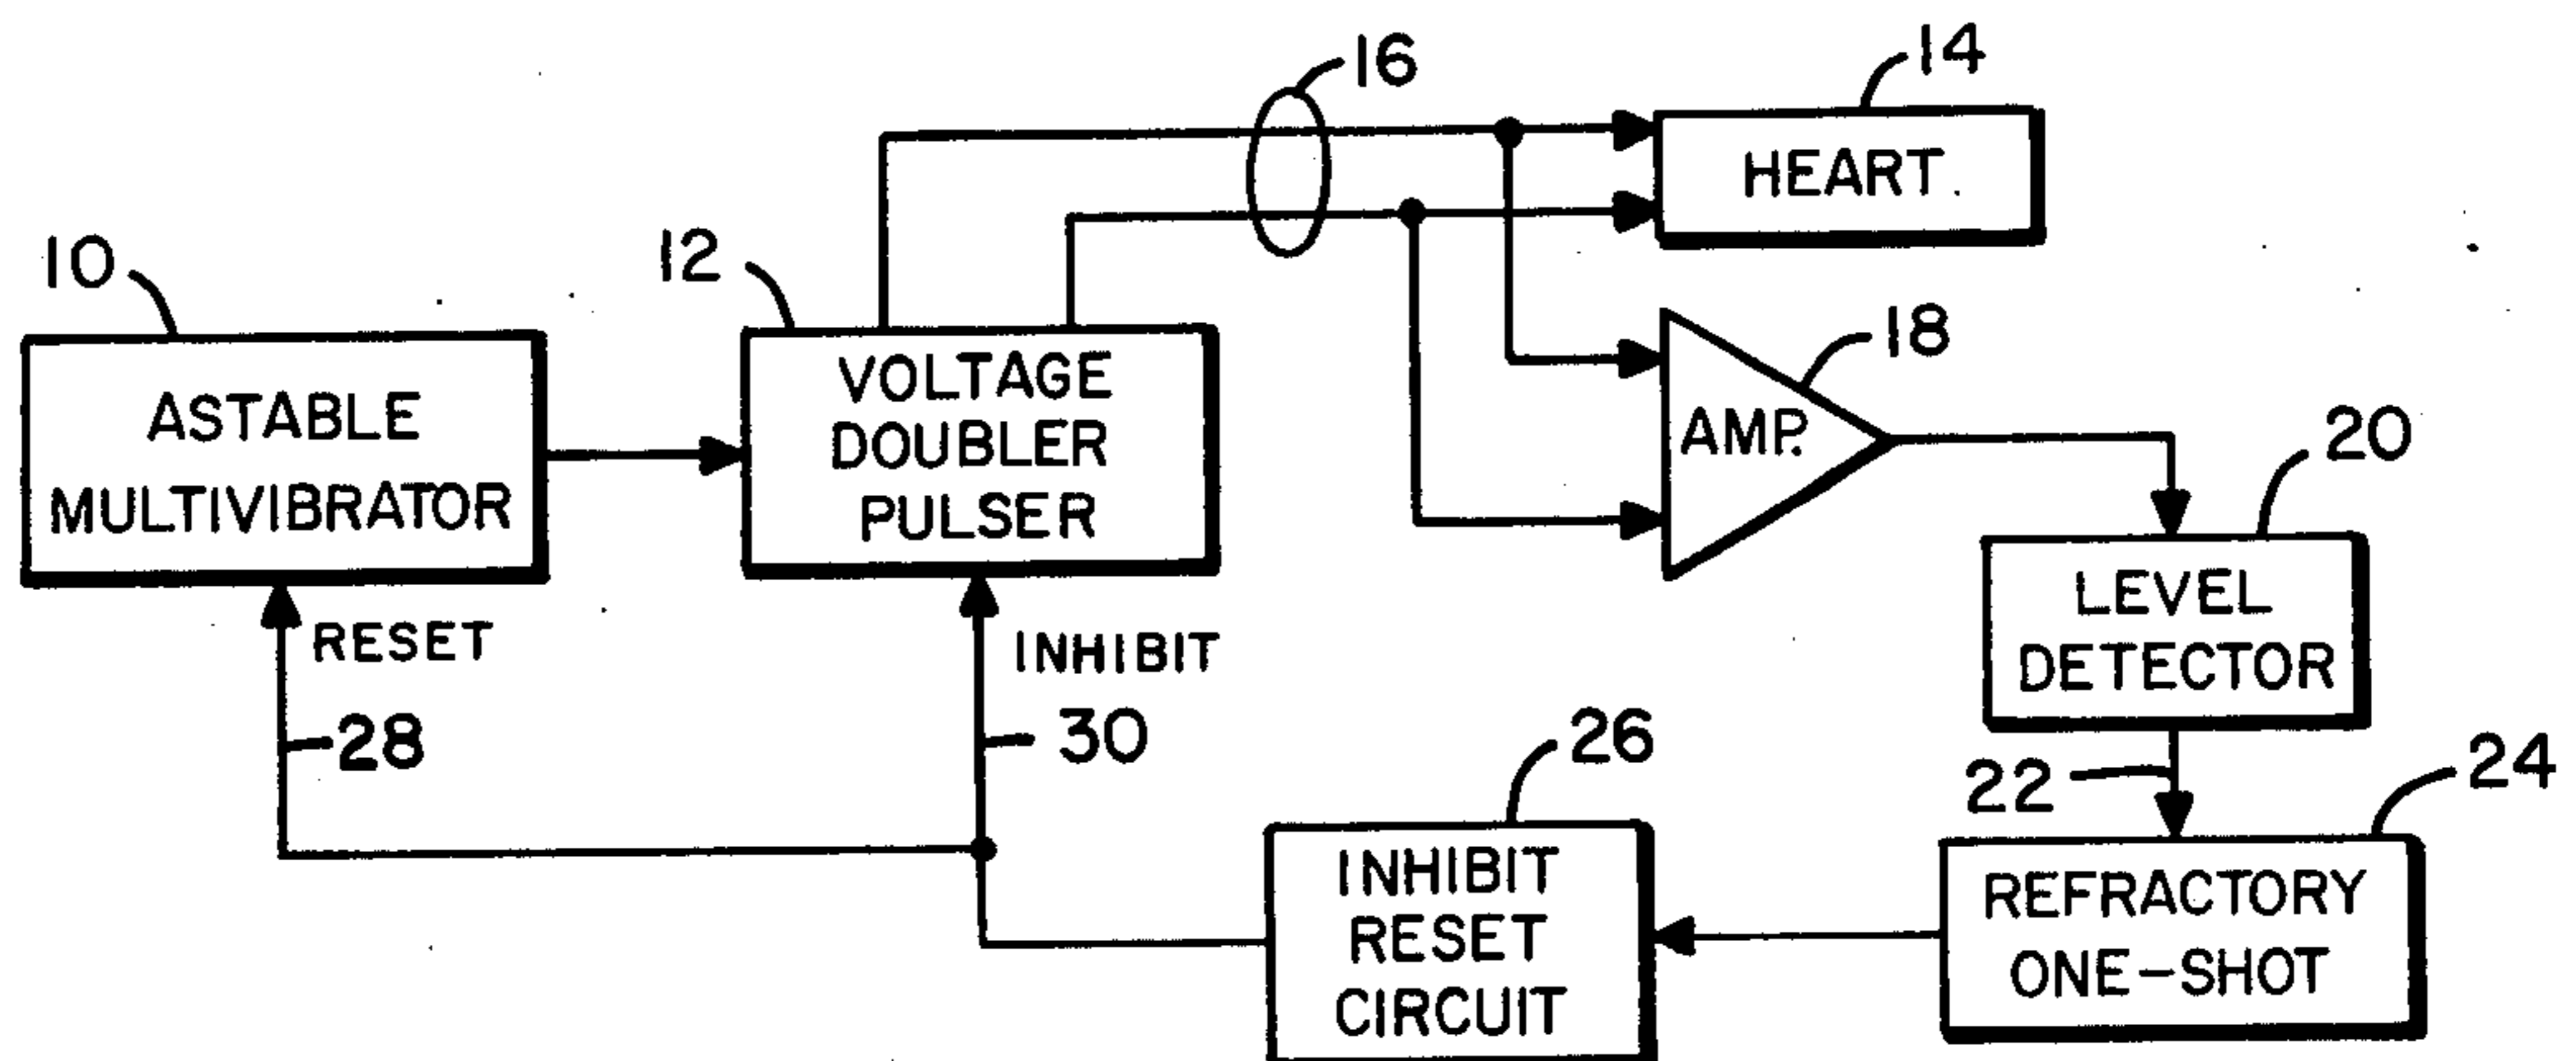 16
14
HEART.
10
12
18
ASTABLE
MULTIVIBRATOR
VOLTAGE
DOUBLER
PULSER
AMP.
20
LEVEL
DETECTOR
RESET
INHIBIT
28
30
26
22
24
INHIBIT
RESET
CIRCUIT
REFRACTORY
ONE-SHOT